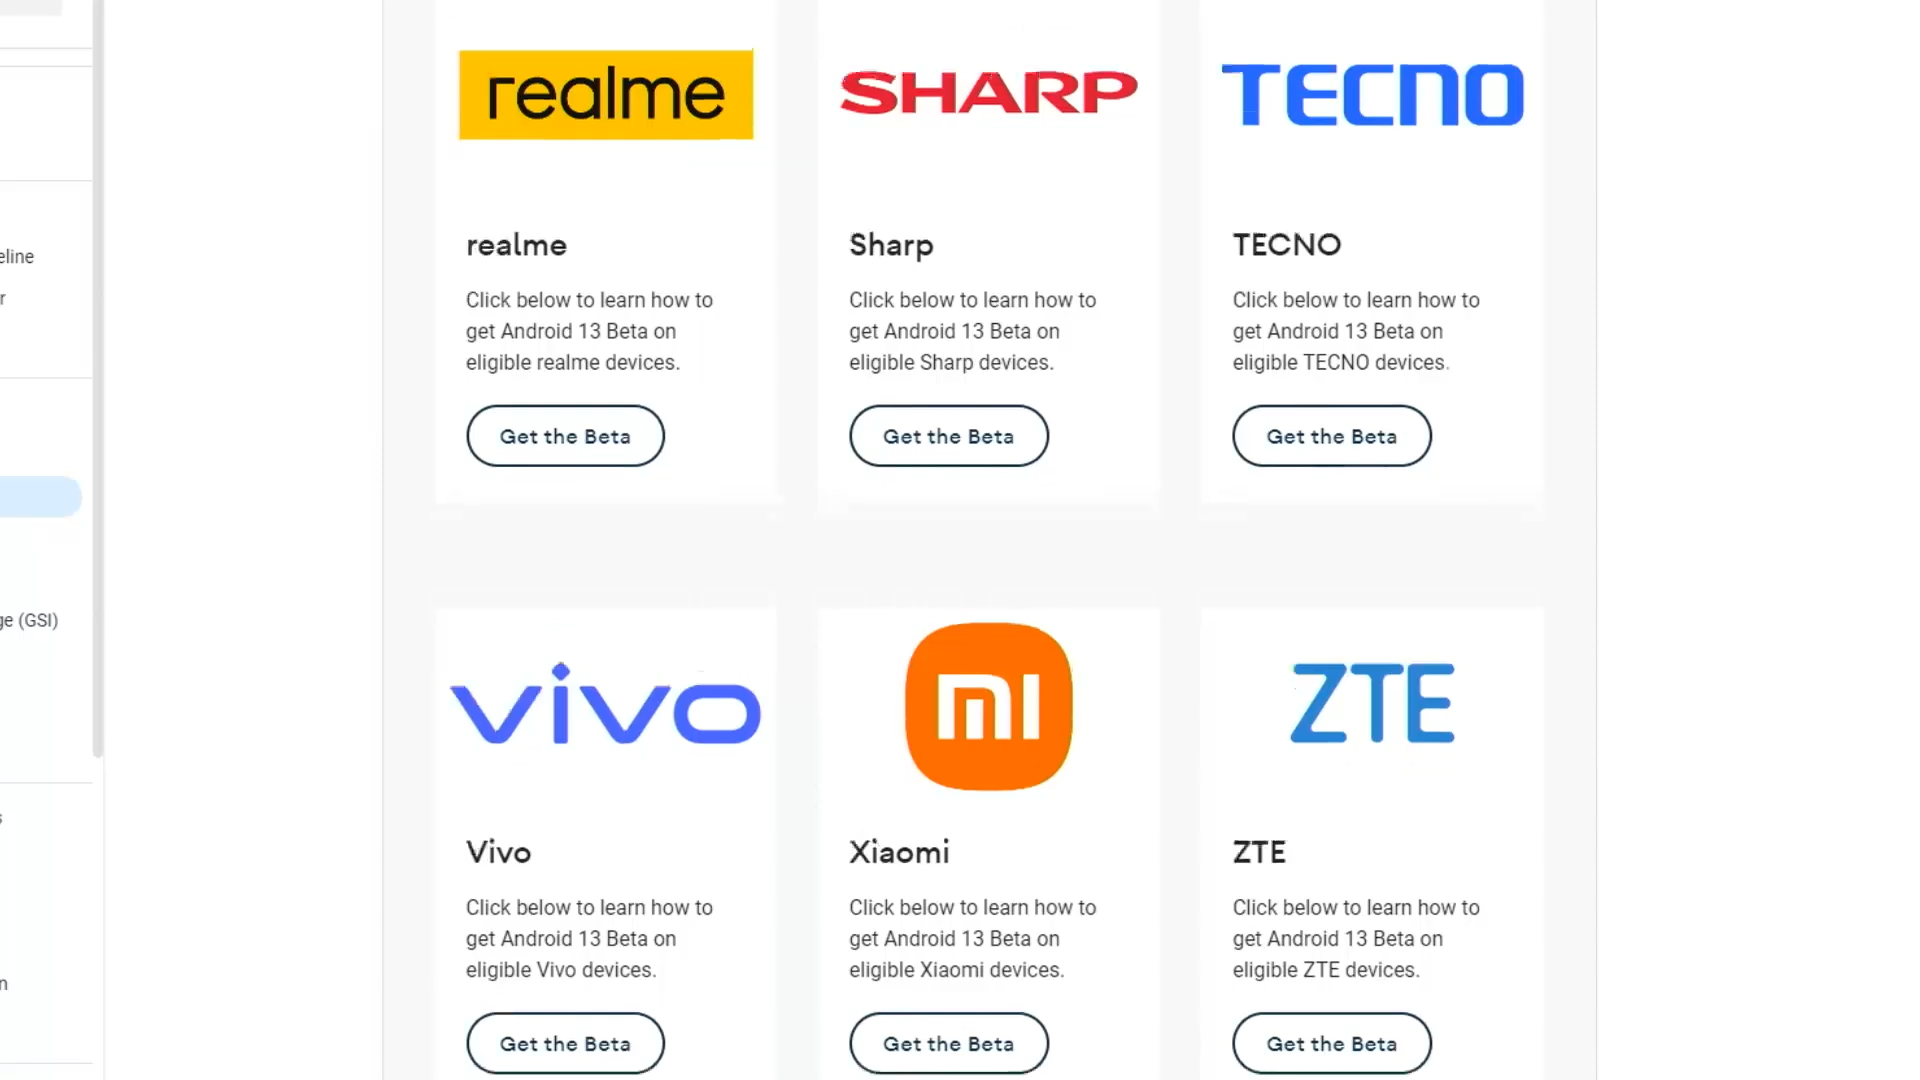 realme
SHARP
TECNO
realme
Click below to learn how to
get Android 13 Beta on
eligible realme devices.
Get the Beta
Sharp
Click below to learn how to
get Android 13 Beta on
eligible Sharp devices.
Get the Beta
TECNO
Click below to learn how to
get Android 13 Beta on
eligible TECNO devices.
Get the Beta
eline
r
ge (GSI)
s
n
vivo
mi
ZTE
Vivo
Click below to learn how to
get Android 13 Beta on
eligible Vivo devices.
Get the Beta
Xiaomi
Click below to learn how to
get Android 13 Beta on
eligible Xiaomi devices.
Get the Beta
ZTE
Click below to learn how to
get Android 13 Beta on
eligible ZTE devices.
Get the Beta